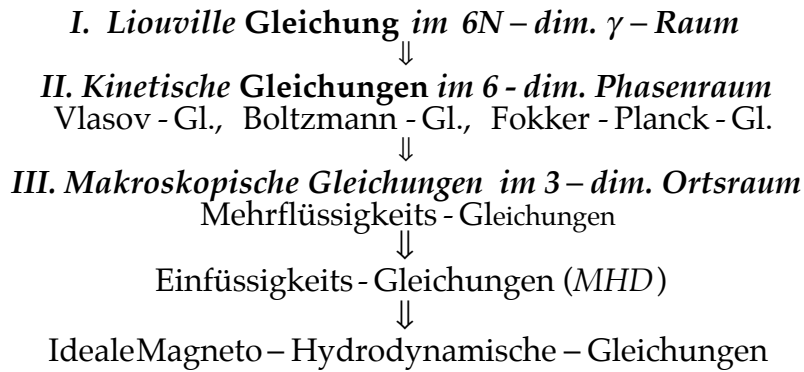 I. Liouville Gleichung im 6N – dim. γ – Raum
⇓
II. Kinetische Gleichungen im 6 - dim. Phasenraum
Vlasov - Gl., Boltzmann - Gl., Fokker - Planck - Gl.
⇓
III. Makroskopische Gleichungen im 3 – dim. Ortsraum
Mehrflüssigkeits - Gleichungen
⇓
Einfüssigkeits - Gleichungen (MHD)
⇓
IdealeMagneto – Hydrodynamische – Gleichungen